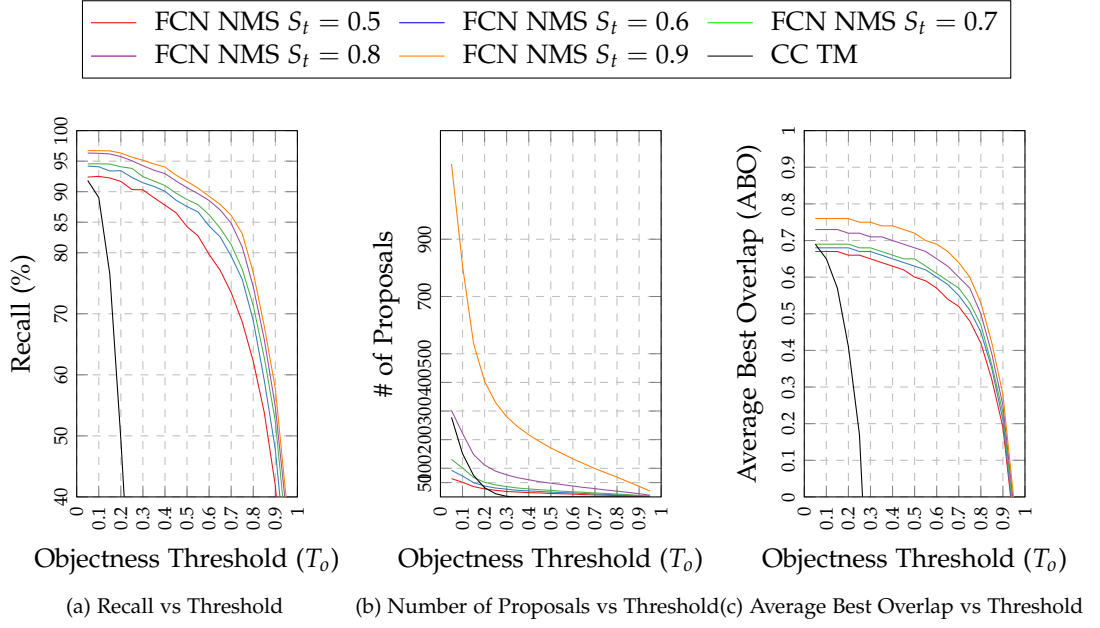 FCN NMS S_t = 0.5 FCN NMS S_t = 0.6 FCN NMS S_t = 0.7
FCN NMS S_t = 0.8 FCN NMS S_t = 0.9 CC TM
Recall (%)
100
95
90
85
80
70
60
50
40
0 0.1 0.2 0.3 0.4 0.5 0.6 0.7 0.8 0.9 1
Objectness Threshold (T_o)
(a) Recall vs Threshold
# of Proposals
900
700
500
400
300
200
100
50
0 0.1 0.2 0.3 0.4 0.5 0.6 0.7 0.8 0.9 1
Objectness Threshold (T_o)
(b) Number of Proposals vs Threshold
Average Best Overlap (ABO)
1
0.9
0.8
0.7
0.6
0.5
0.4
0.3
0.2
0.1
0
0 0.1 0.2 0.3 0.4 0.5 0.6 0.7 0.8 0.9 1
Objectness Threshold (T_o)
(c) Average Best Overlap vs Threshold